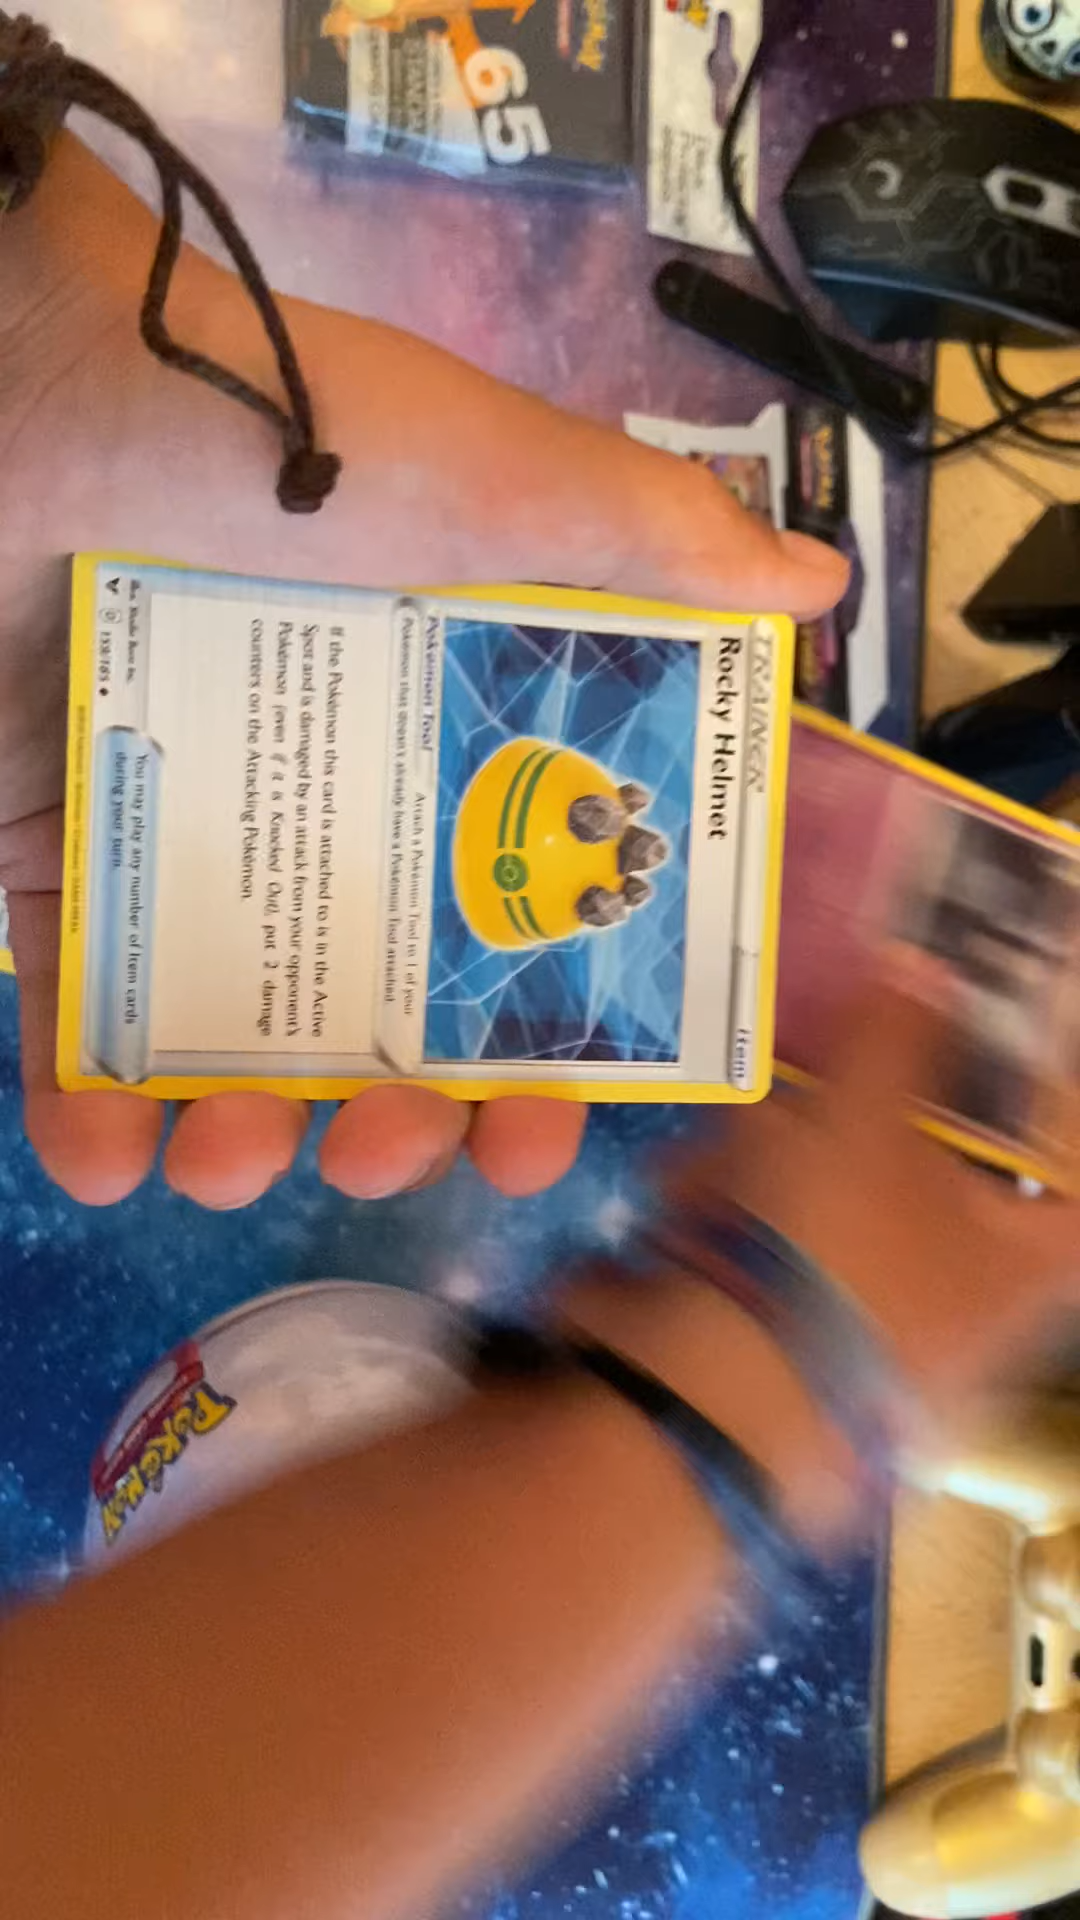 TRAINER
Item
Rocky Helmet
Pokémon Tool
Attach a Pokémon Tool to 1 of your
Pokémon that doesn't already have a Pokémon Tool attached.
If the Pokémon this card is attached to is in the Active
Spot and is damaged by an attack from your opponent's
Pokémon (even if it is Knocked Out), put 2 damage
counters on the Attacking Pokémon.
You may play any number of Item cards
during your turn.
159/185
65
STANDARD
POKéMON